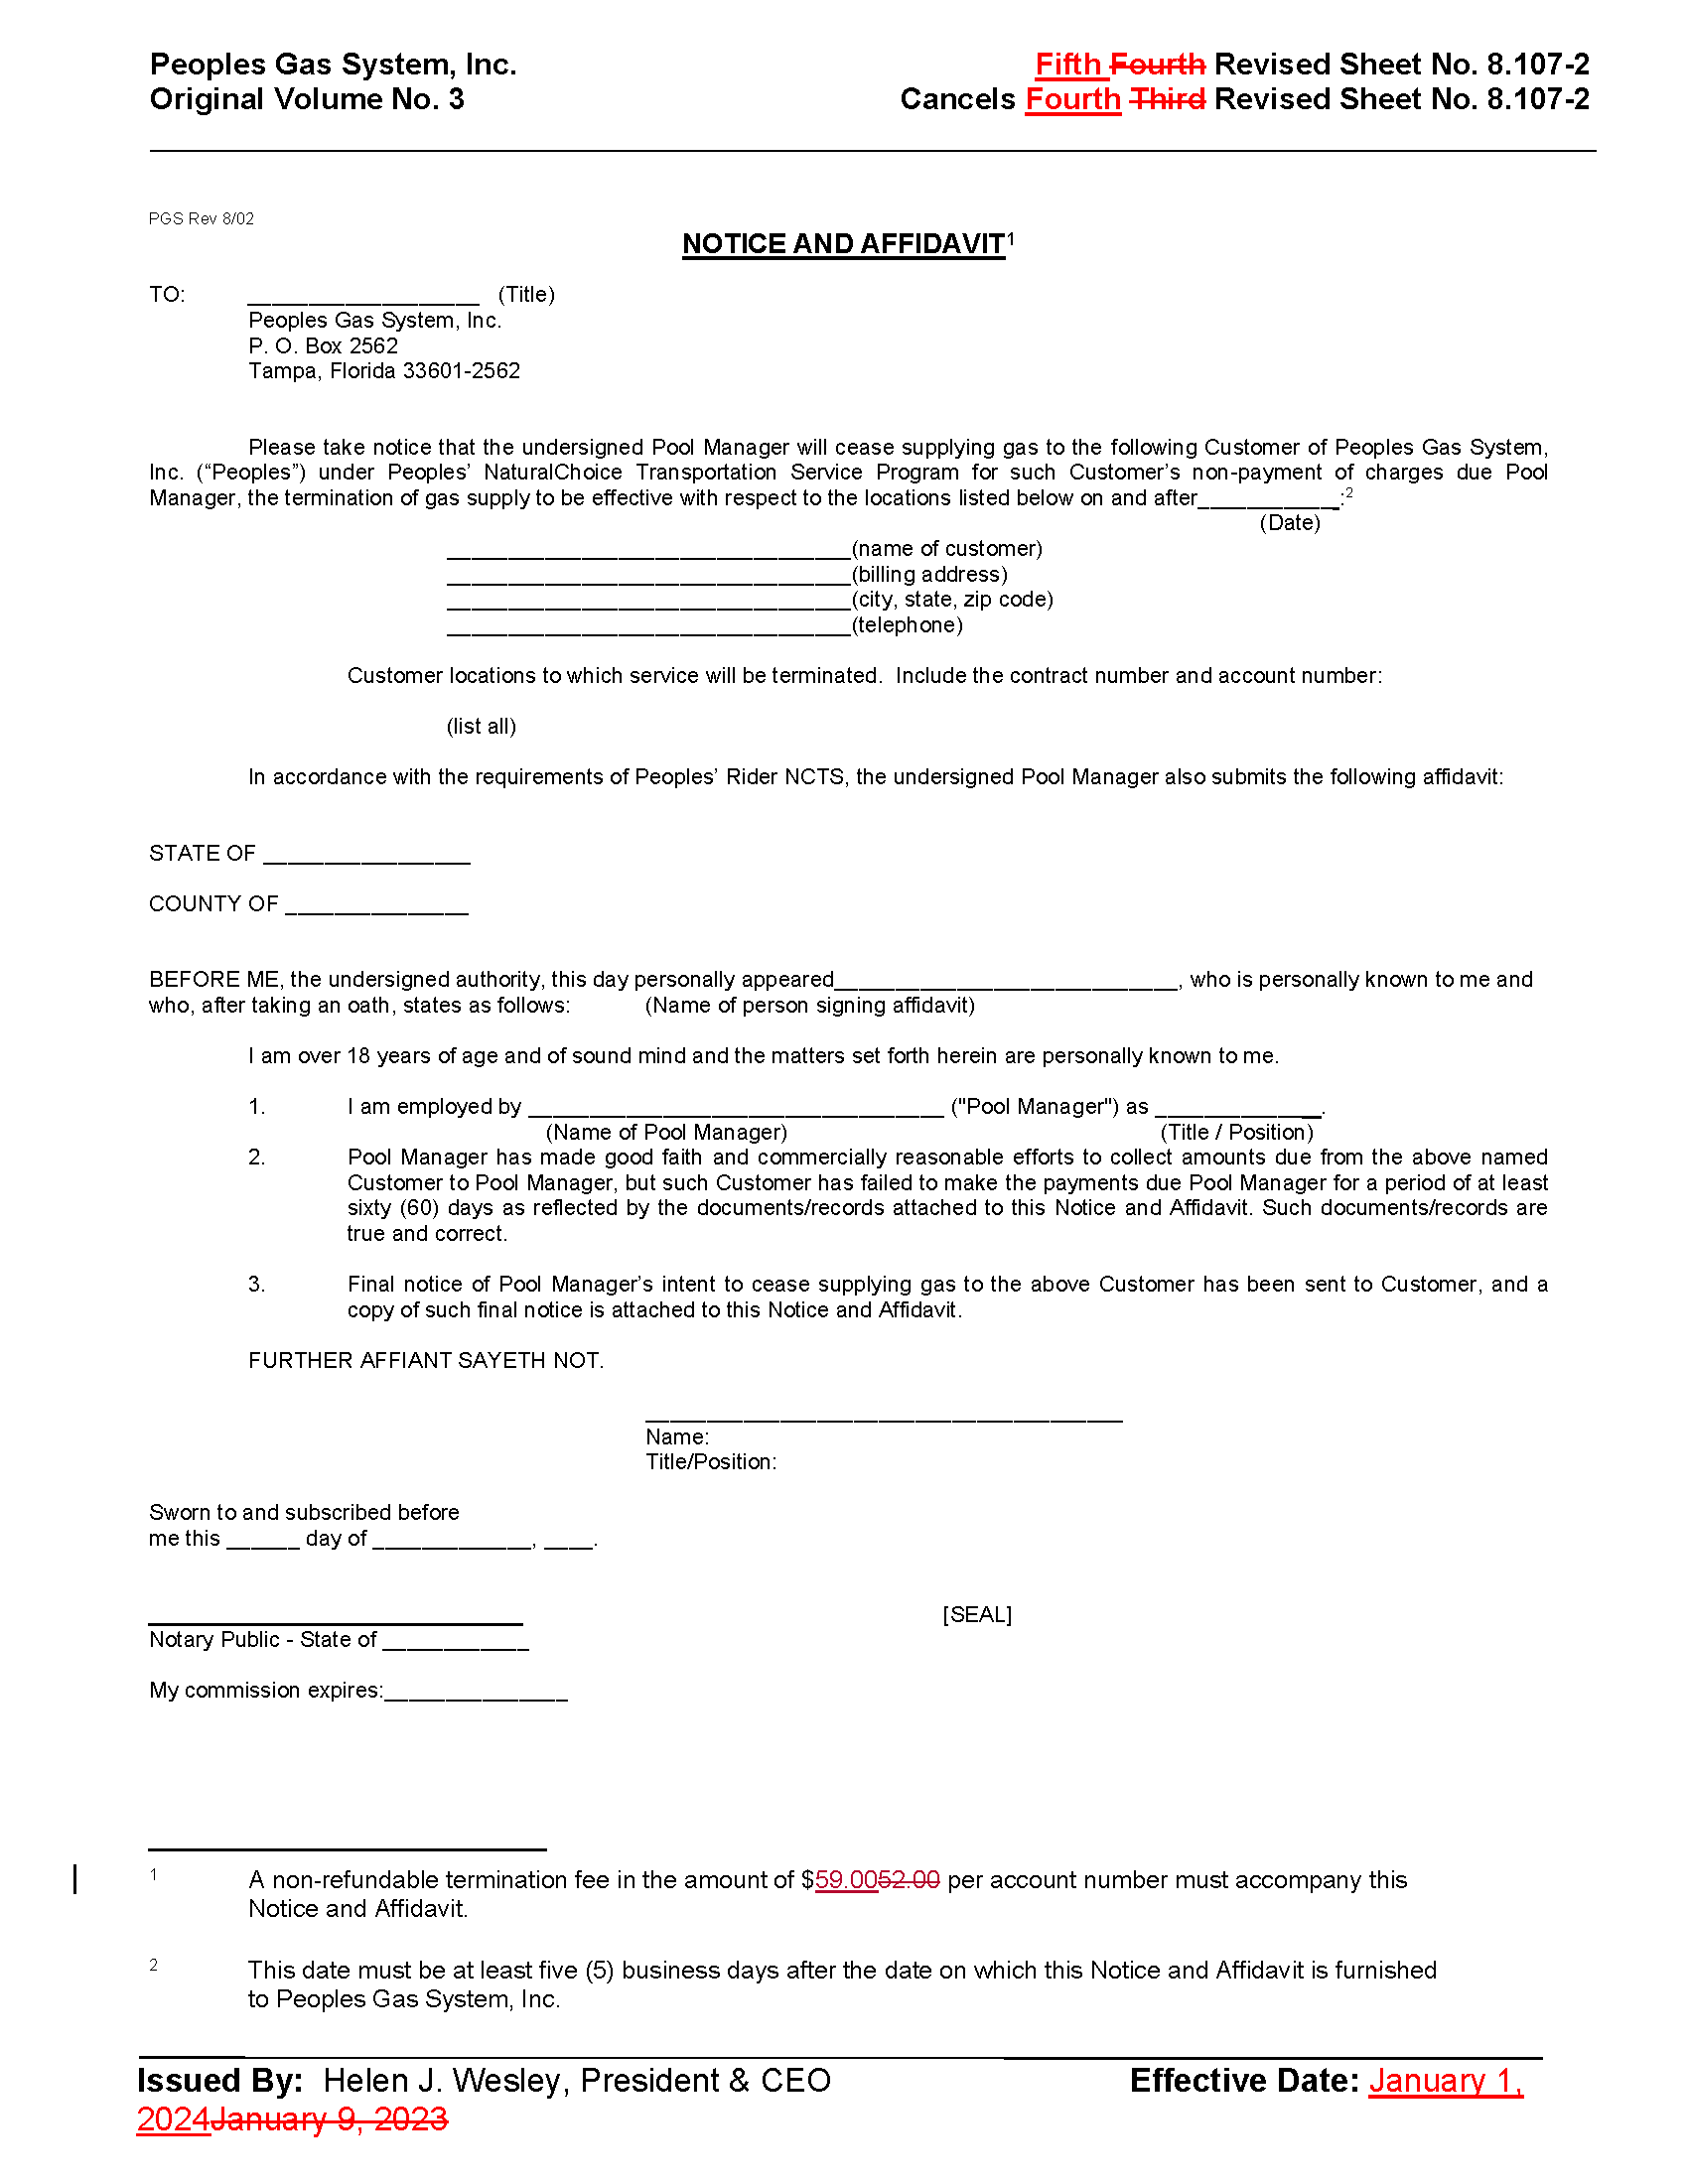 Peoples Gas System, Inc.
Fifth Fourth Revised Sheet No. 8.107-2
Original Volume No. 3
Cancels Fourth Third Revised Sheet No. 8.107-2
PGS Rev 8/02
NOTICE AND AFFIDAVIT1
TO: ___________________ (Title)
Peoples Gas System, Inc.
P. O. Box 2562
Tampa, Florida 33601-2562
Please take notice that the undersigned Pool Manager will cease supplying gas to the following Customer of Peoples Gas System,
Inc. (“Peoples”) under Peoples’ NaturalChoice Transportation Service Program for such Customer’s non-payment of charges due Pool
Manager, the termination of gas supply to be effective with respect to the locations listed below on and after____________:2
(Date)
_________________________________(name of customer)
_________________________________(billing address)
_________________________________(city, state, zip code)
_________________________________(telephone)
Customer locations to which service will be terminated. Include the contract number and account number:
(list all)
In accordance with the requirements of Peoples’ Rider NCTS, the undersigned Pool Manager also submits the following affidavit:
STATE OF _________________
COUNTY OF _______________
BEFORE ME, the undersigned authority, this day personally appeared____________________________, who is personally known to me and
who, after taking an oath, states as follows: (Name of person signing affidavit)
I am over 18 years of age and of sound mind and the matters set forth herein are personally known to me.
1. I am employed by __________________________________ ("Pool Manager") as ______________.
(Name of Pool Manager) (Title / Position)
2. Pool Manager has made good faith and commercially reasonable efforts to collect amounts due from the above named
Customer to Pool Manager, but such Customer has failed to make the payments due Pool Manager for a period of at least
sixty (60) days as reflected by the documents/records attached to this Notice and Affidavit. Such documents/records are
true and correct.
3. Final notice of Pool Manager’s intent to cease supplying gas to the above Customer has been sent to Customer, and a
copy of such final notice is attached to this Notice and Affidavit.
FURTHER AFFIANT SAYETH NOT.
_______________________________________
Name:
Title/Position:
Sworn to and subscribed before
me this ______ day of _____________, ____.
[SEAL]
Notary Public - State of ____________
My commission expires:_______________
1 A non-refundable termination fee in the amount of $59.0052.00 per account number must accompany this
Notice and Affidavit.
2 This date must be at least five (5) business days after the date on which this Notice and Affidavit is furnished
to Peoples Gas System, Inc.
Issued By: Helen J. Wesley, President & CEO Effective Date: January 1,
2024January 9, 2023